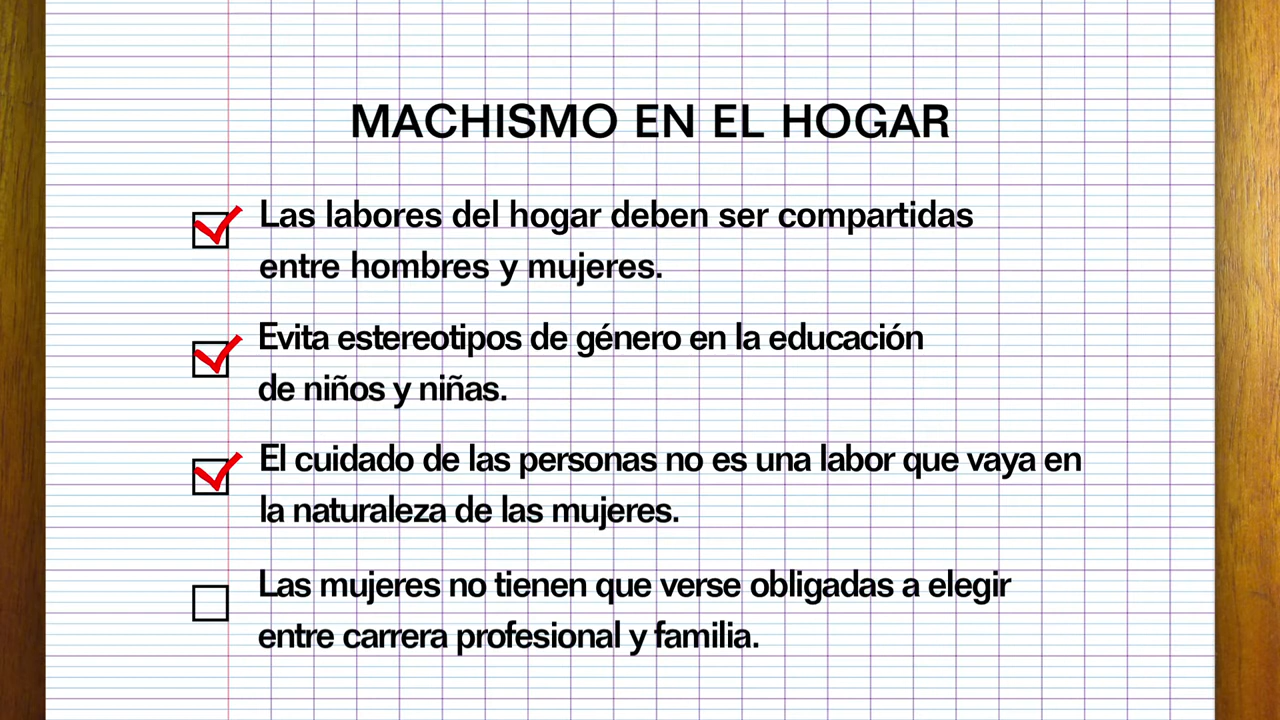 MACHISMO EN EL HOGAR
Las labores del hogar deben ser compartidas
entre hombres y mujeres.
Evita estereotipos de género en la educación
de niños y niñas.
El cuidado de las personas no es una labor que vaya en
la naturaleza de las mujeres.
Las mujeres no tienen que verse obligadas a elegir
entre carrera profesional y familia.